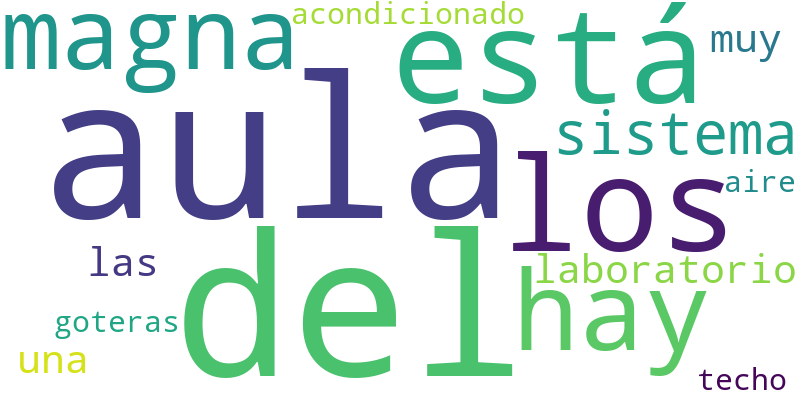 acondicionado
magna
está
muy
aula
sistema
los
aire
las
laboratorio
del
hay
goteras
una
techo